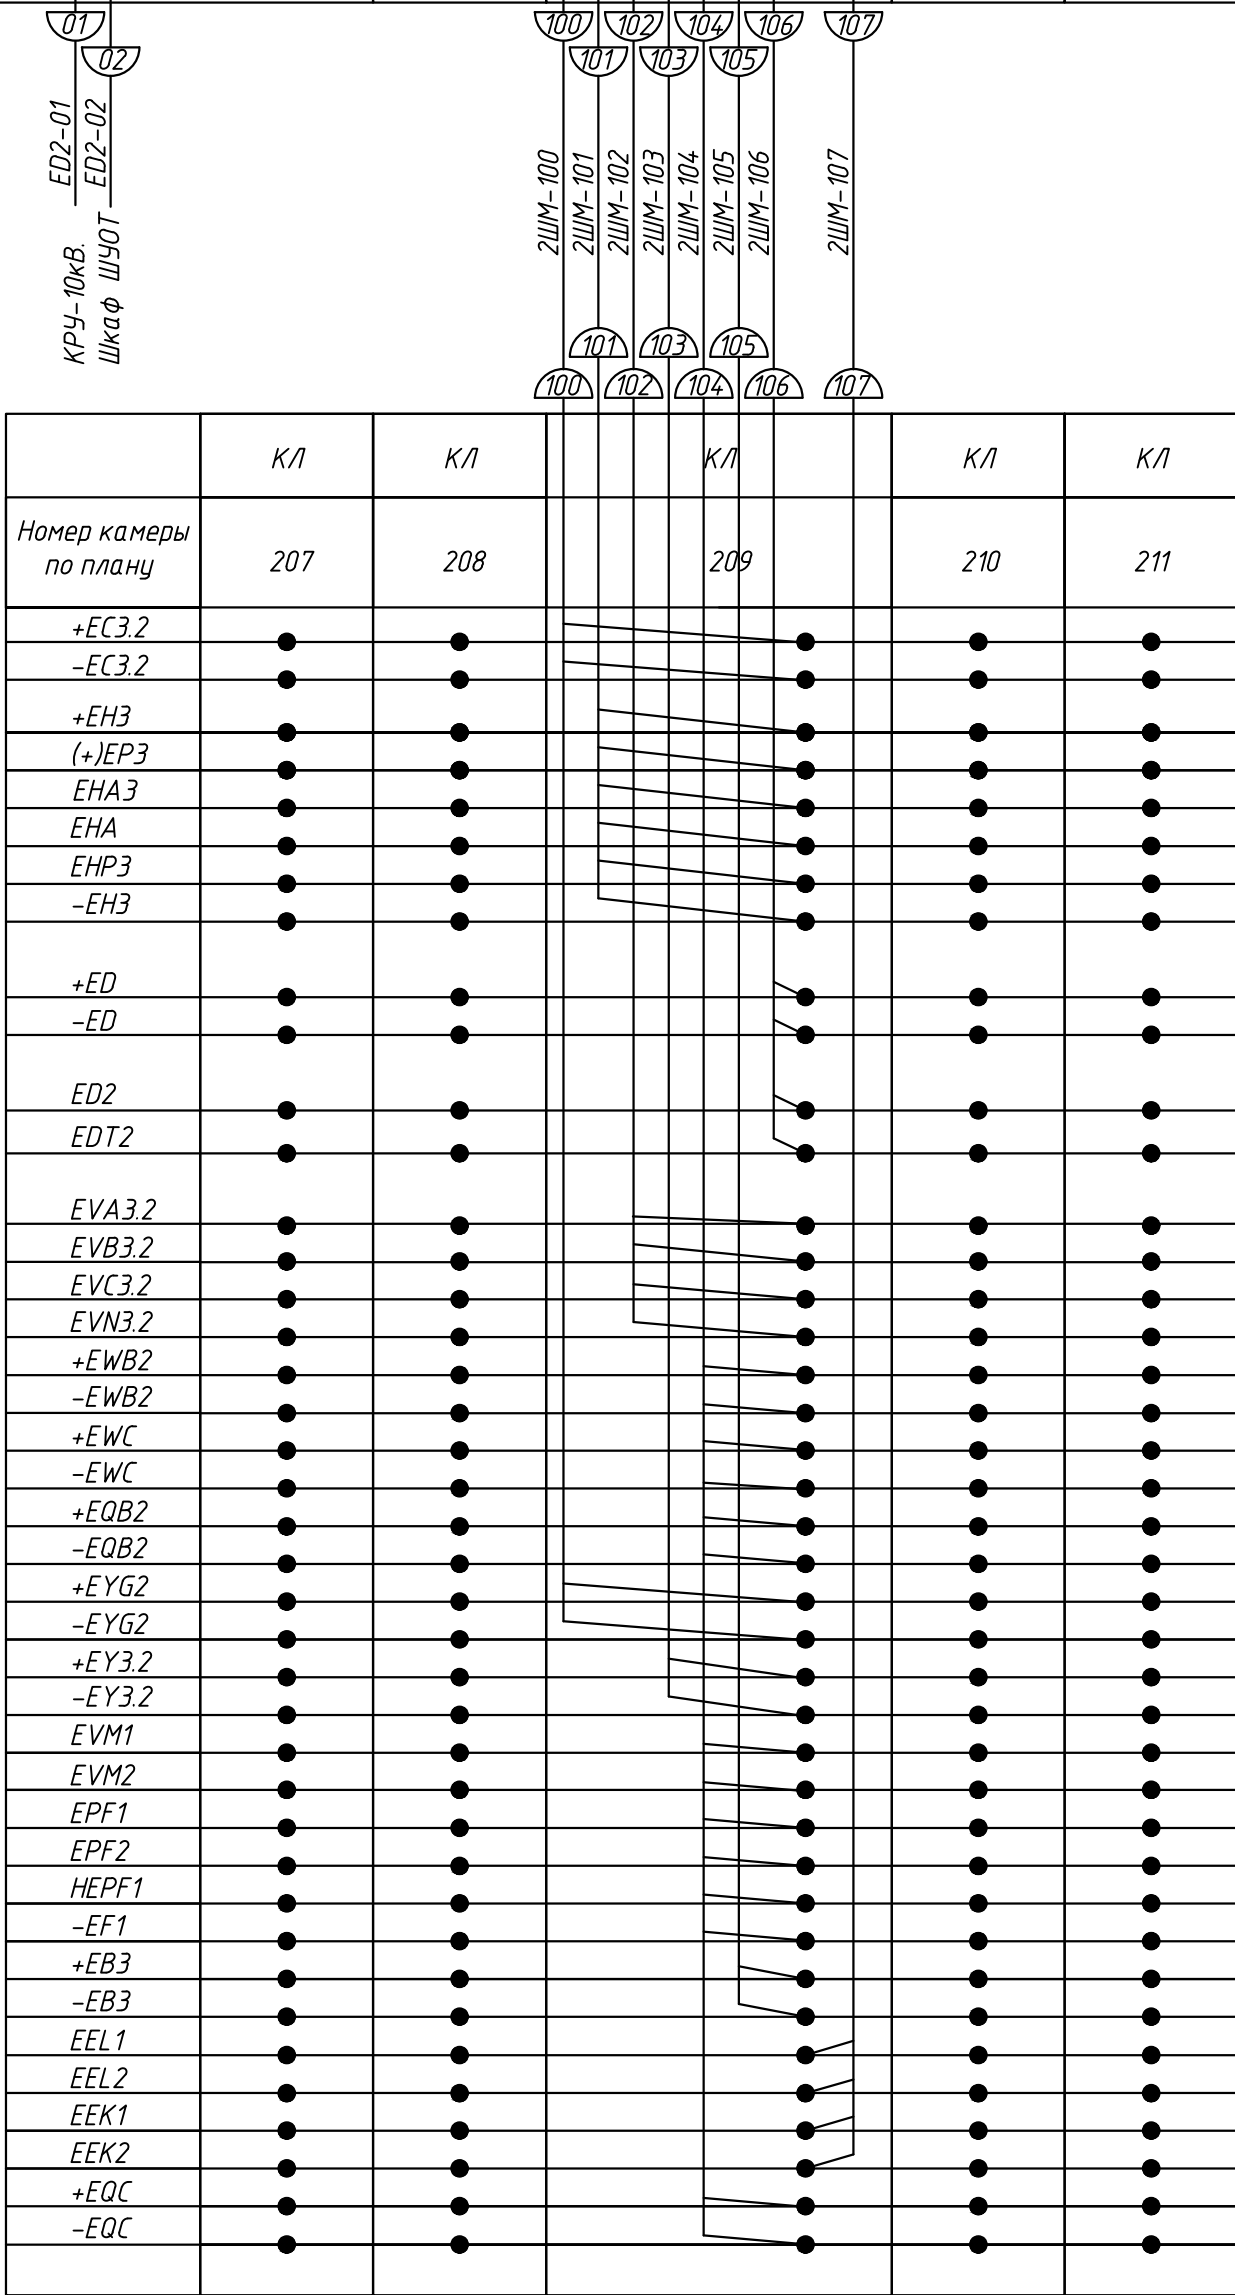 01
100
102
104
106
107
02
101
103
105
ED2-01
ED2-02
2ШМ-100
2ШМ-101
2ШМ-102
2ШМ-103
2ШМ-104
2ШМ-105
2ШМ-106
2ШМ-107
КРУ-10кВ.
Шкаф ШУОТ
101
103
105
100
102
104
106
107
КЛ
КЛ
КЛ
КЛ
КЛ
Номер камеры
по плану
207
208
209
210
211
+EC3.2
-EC3.2
+EH3
(+)EP3
EHA3
EHA
EHP3
-EH3
+ED
-ED
ED2
EDT2
EVA3.2
EVB3.2
EVC3.2
EVN3.2
+EWB2
-EWB2
+EWC
-EWC
+EQB2
-EQB2
+EYG2
-EYG2
+EY3.2
-EY3.2
EVM1
EVM2
EPF1
EPF2
HEPF1
-EF1
+EB3
-EB3
EEL1
EEL2
EEK1
EEK2
+EQC
-EQC